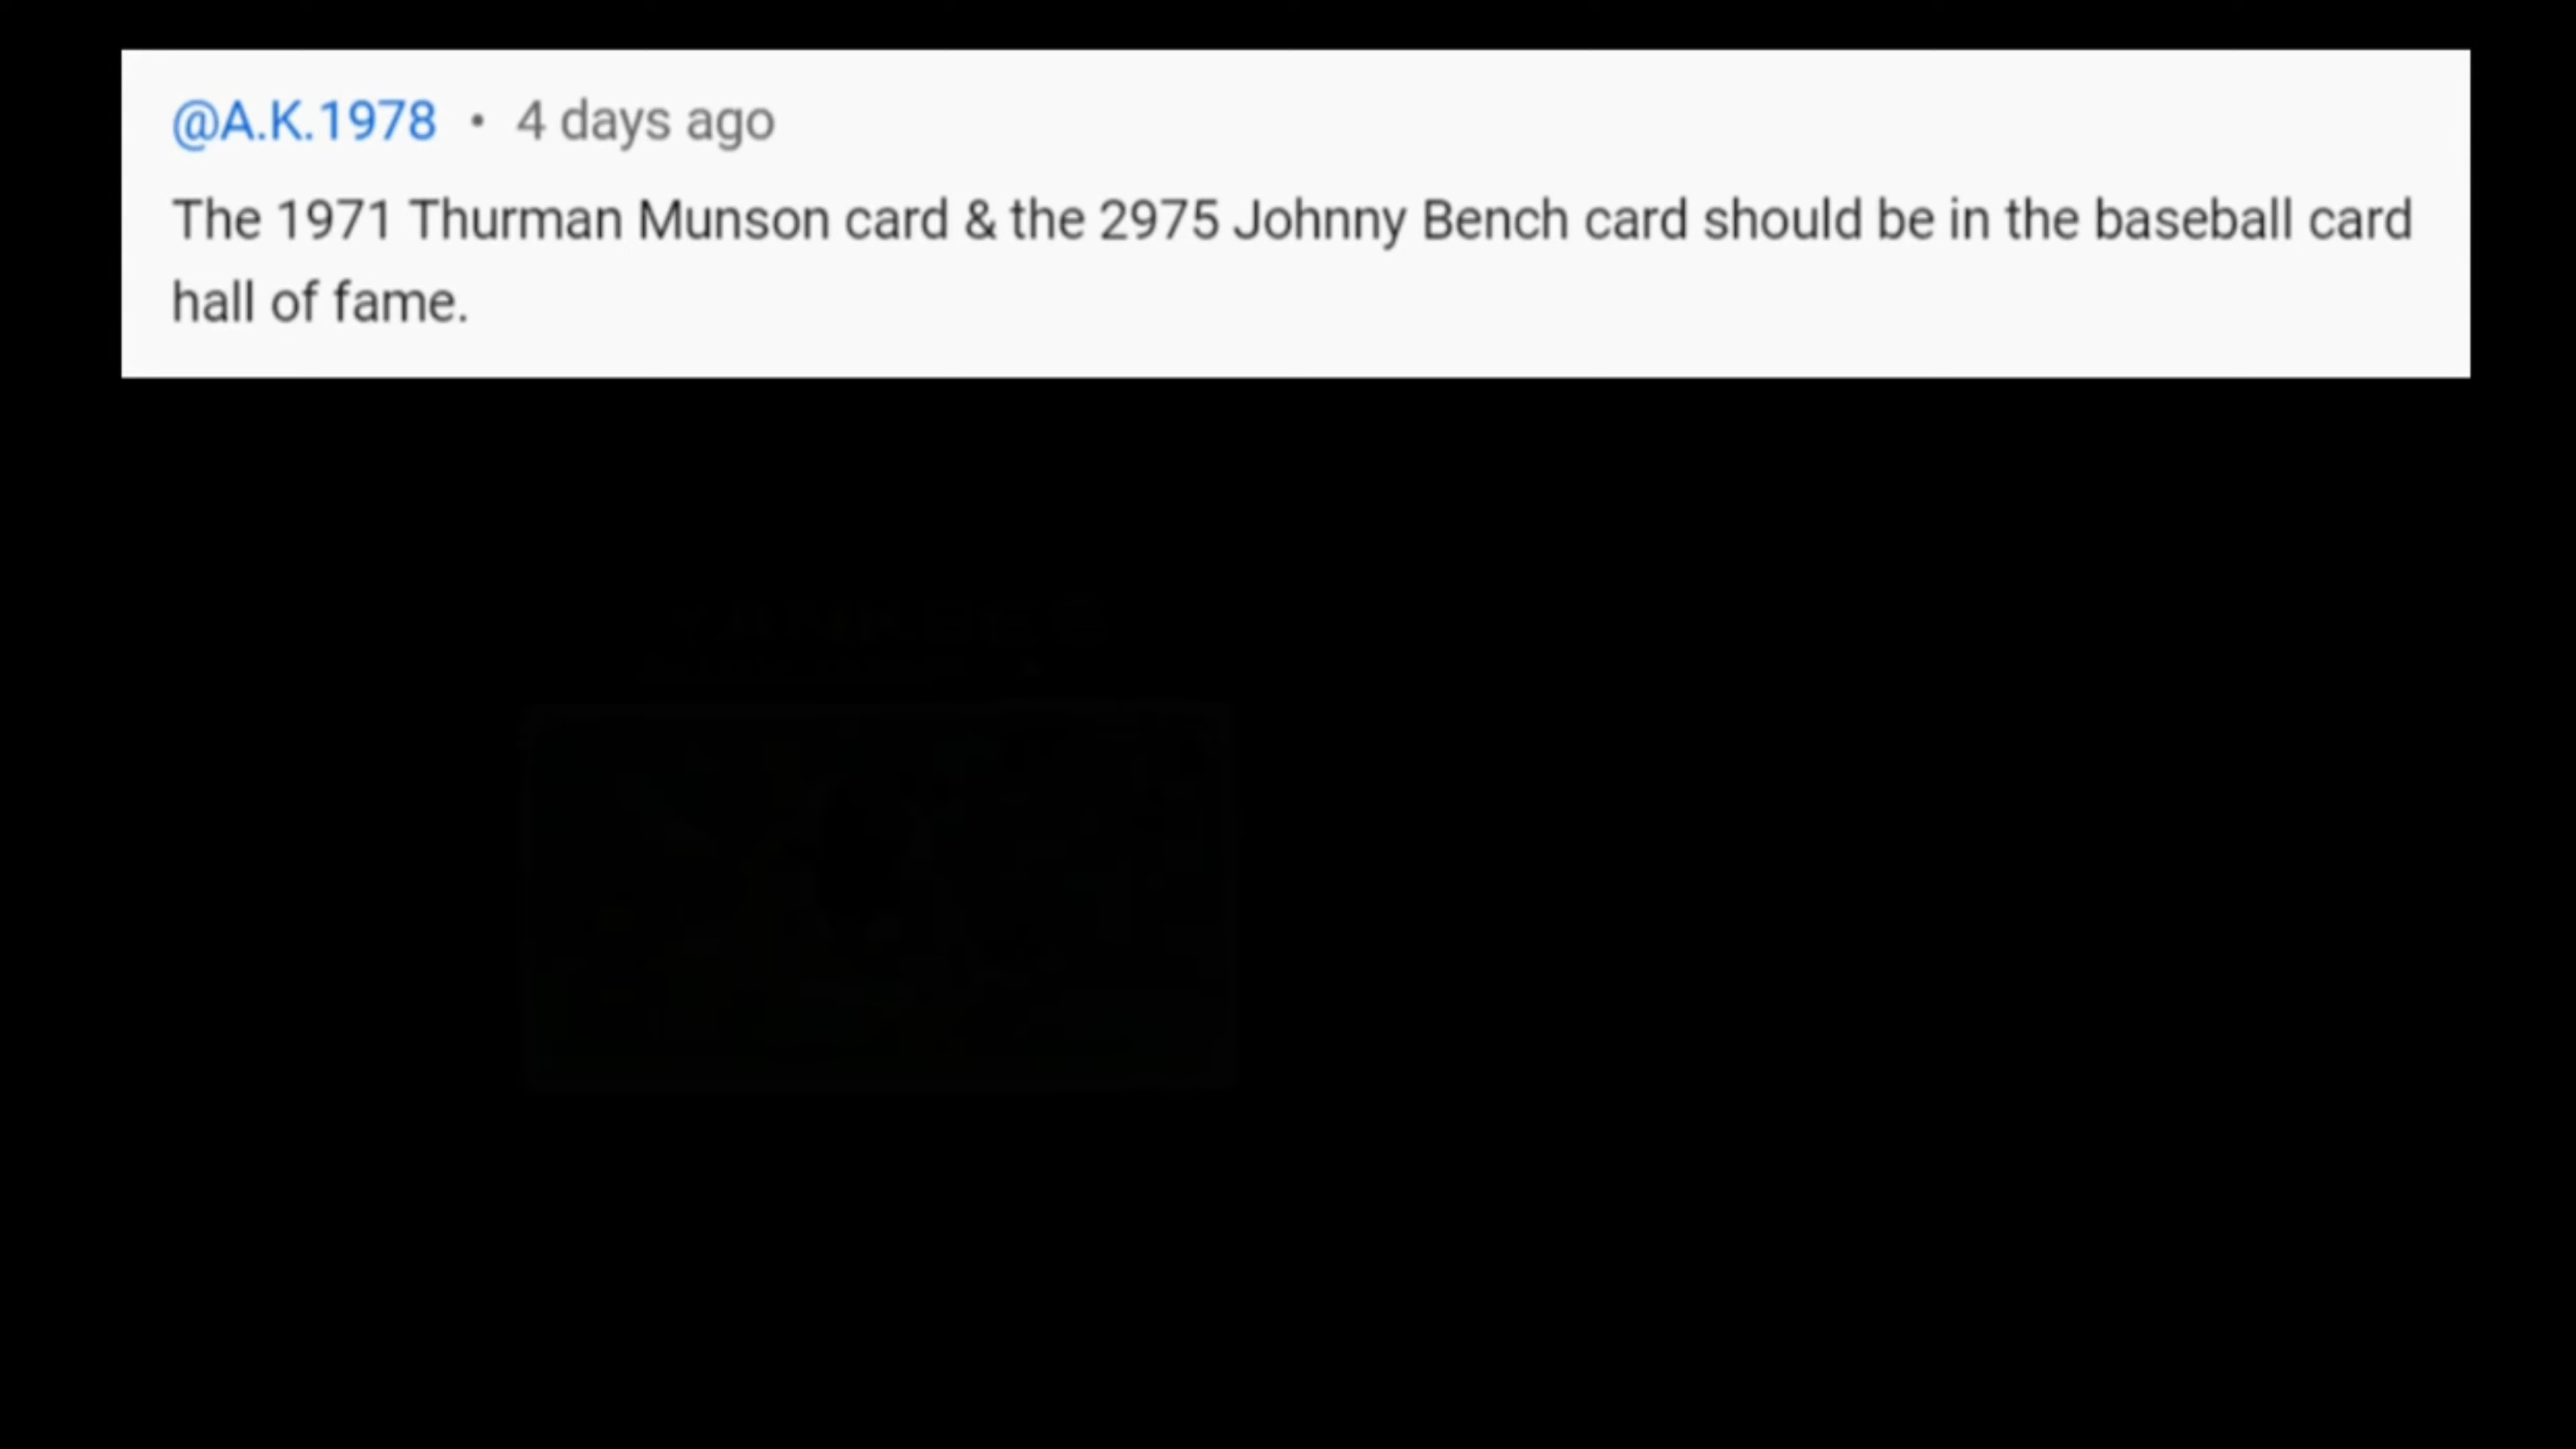 @A.K.1978 • 4 days ago
The 1971 Thurman Munson card & the 2975 Johnny Bench card should be in the baseball card
hall of fame.